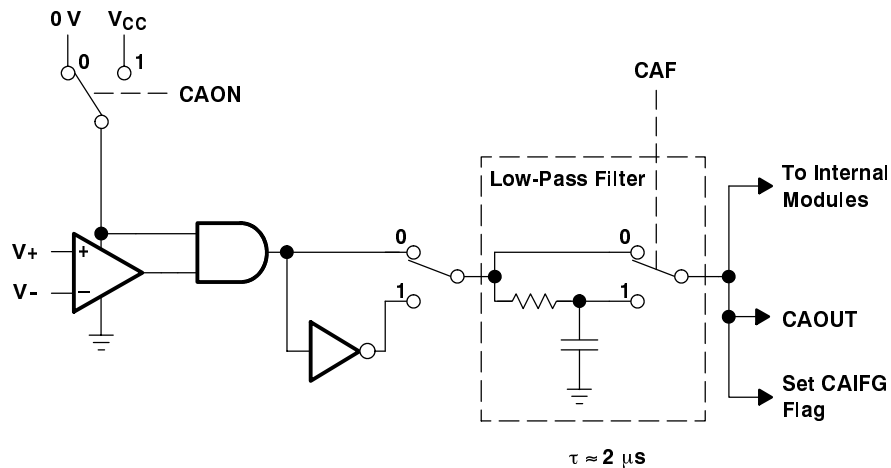 0 V
VCC
0
1
CAON
CAF
Low-Pass Filter
To Internal
Modules
V+
+
V-
−
0
1
0
1
CAOUT
Set CAIFG
Flag
τ ≈ 2 μs